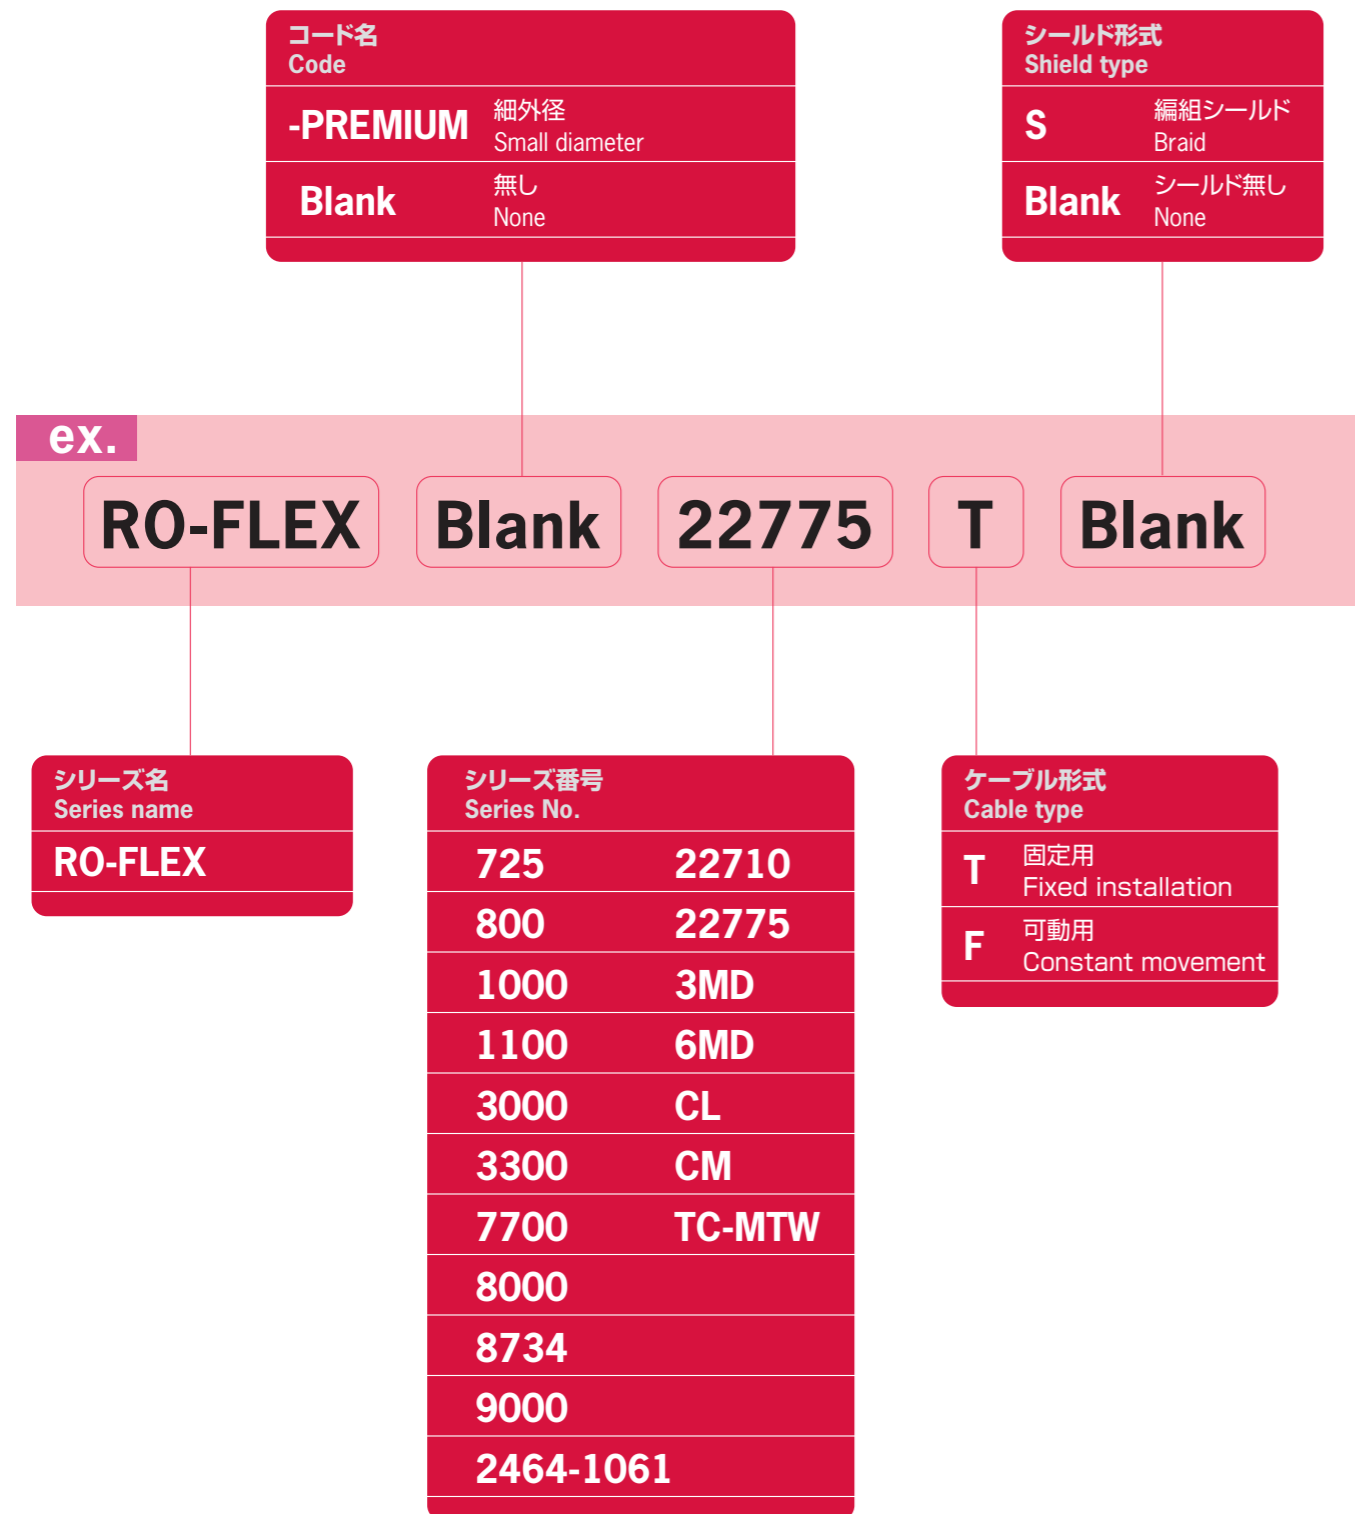 コード名
Code
-PREMIUM 細外径
Small diameter
Blank 無し
None
シールド形式
Shield type
S 編組シールド
Braid
Blank シールド無し
None
ex.
RO-FLEX Blank 22775 T Blank
シリーズ名
Series name
RO-FLEX
シリーズ番号
Series No.
725 22710
800 22775
1000 3MD
1100 6MD
3000 CL
3300 CM
7700 TC-MTW
8000
8734
9000
2464-1061
ケーブル形式
Cable type
T 固定用
Fixed installation
F 可動用
Constant movement